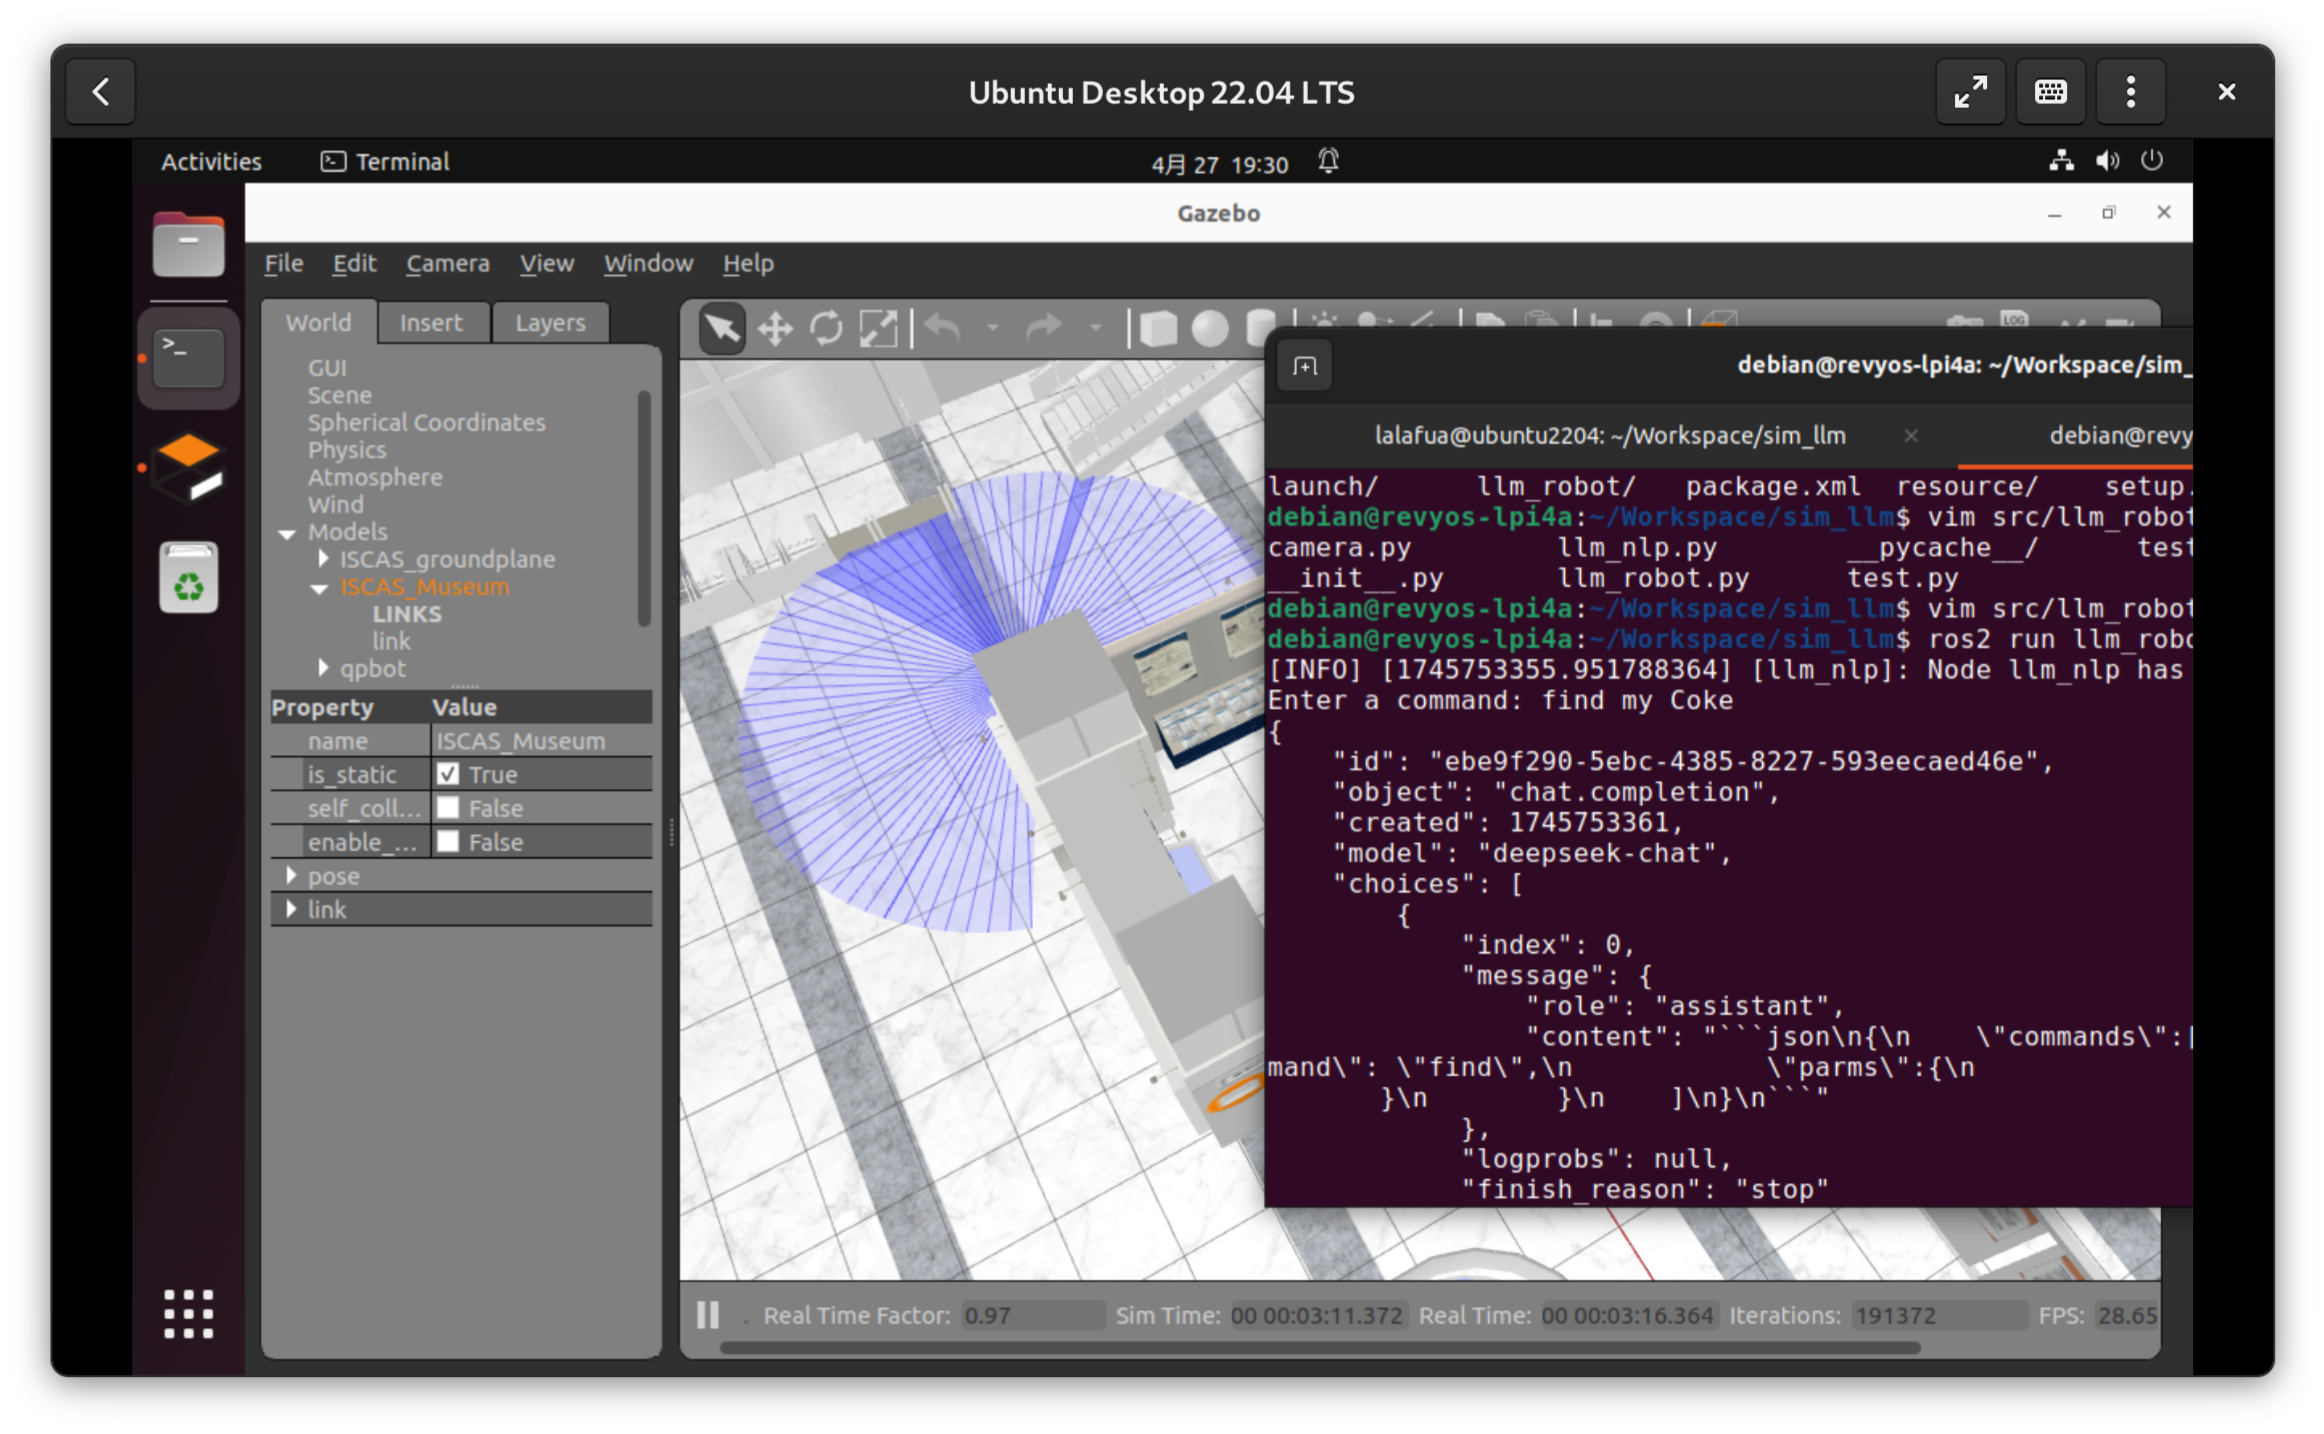 Ubuntu Desktop 22.04 LTS
Activities
Terminal
4月 27 19:30
Gazebo
File Edit Camera View Window Help
World Insert Layers
GUI
Scene
Spherical Coordinates
Physics
Atmosphere
Wind
Models
ISCAS_groundplane
ISCAS_Museum
LINKS
link
qpbot
Property Value
name ISCAS_Museum
is_static True
self_coll... False
enable_... False
pose
link
LOG
debian@revyos-lpi4a: ~/Workspace/sim_
lalafua@ubuntu2204: ~/Workspace/sim_llm
debian@revy
launch/ llm_robot/ package.xml resource/ setup.
debian@revyos-lpi4a:~/Workspace/sim_llm$ vim src/llm_robot
camera.py llm_nlp.py __pycache__/ test
__init__.py llm_robot.py test.py
debian@revyos-lpi4a:~/Workspace/sim_llm$ vim src/llm_robot
debian@revyos-lpi4a:~/Workspace/sim_llm$ ros2 run llm_robo
[INFO] [1745753355.951788364] [llm_nlp]: Node llm_nlp has
Enter a command: find my Coke
{
"id": "ebe9f290-5ebc-4385-8227-593eecaed46e",
"object": "chat.completion",
"created": 1745753361,
"model": "deepseek-chat",
"choices": [
{
"index": 0,
"message": {
"role": "assistant",
"content": "```json\n{\n    \"commands\":[
mand\": \"find\",\n            \"parms\":{\n
}\n        }\n    ]\n}\n```"
},
"logprobs": null,
"finish_reason": "stop"
Real Time Factor: 0.97 Sim Time: 00 00:03:11.372 Real Time: 00 00:03:16.364 Iterations: 191372 FPS: 28.65